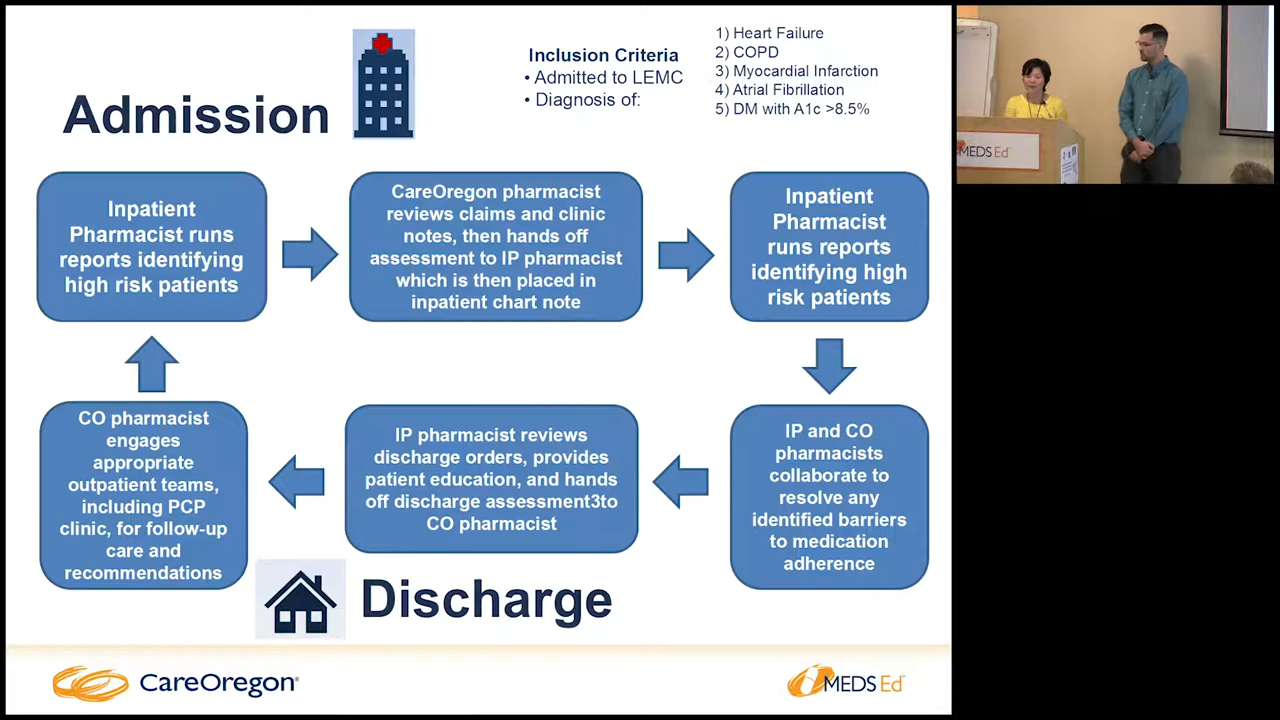 Admission
Inclusion Criteria
• Admitted to LEMC
• Diagnosis of:
1) Heart Failure
2) COPD
3) Myocardial Infarction
4) Atrial Fibrillation
5) DM with A1c >8.5%
Inpatient
Pharmacist runs
reports identifying
high risk patients
CareOregon pharmacist
reviews claims and clinic
notes, then hands off
assessment to IP pharmacist
which is then placed in
inpatient chart note
Inpatient
Pharmacist
runs reports
identifying high
risk patients
IP and CO
pharmacists
collaborate to
resolve any
identified barriers
to medication
adherence
IP pharmacist reviews
discharge orders, provides
patient education, and hands
off discharge assessment3to
CO pharmacist
CO pharmacist
engages
appropriate
outpatient teams,
including PCP
clinic, for follow-up
care and
recommendations
Discharge
CareOregon®
MEDS Ed
MEDS Ed